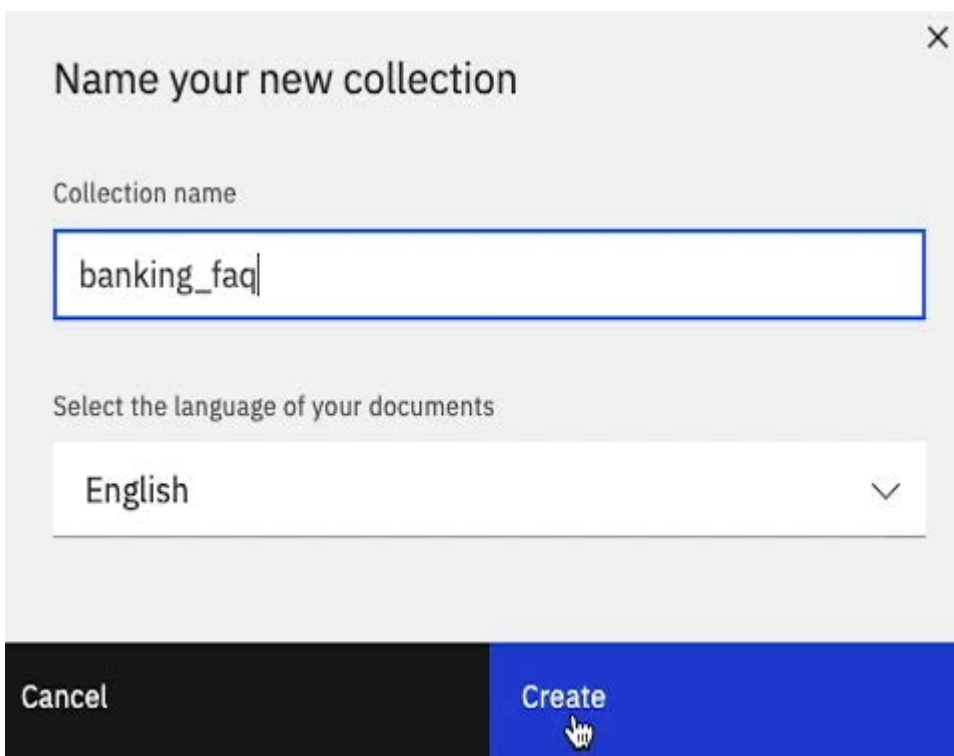 Name your new collection
Collection name
banking_faq
Select the language of your documents
English
Cancel
Create